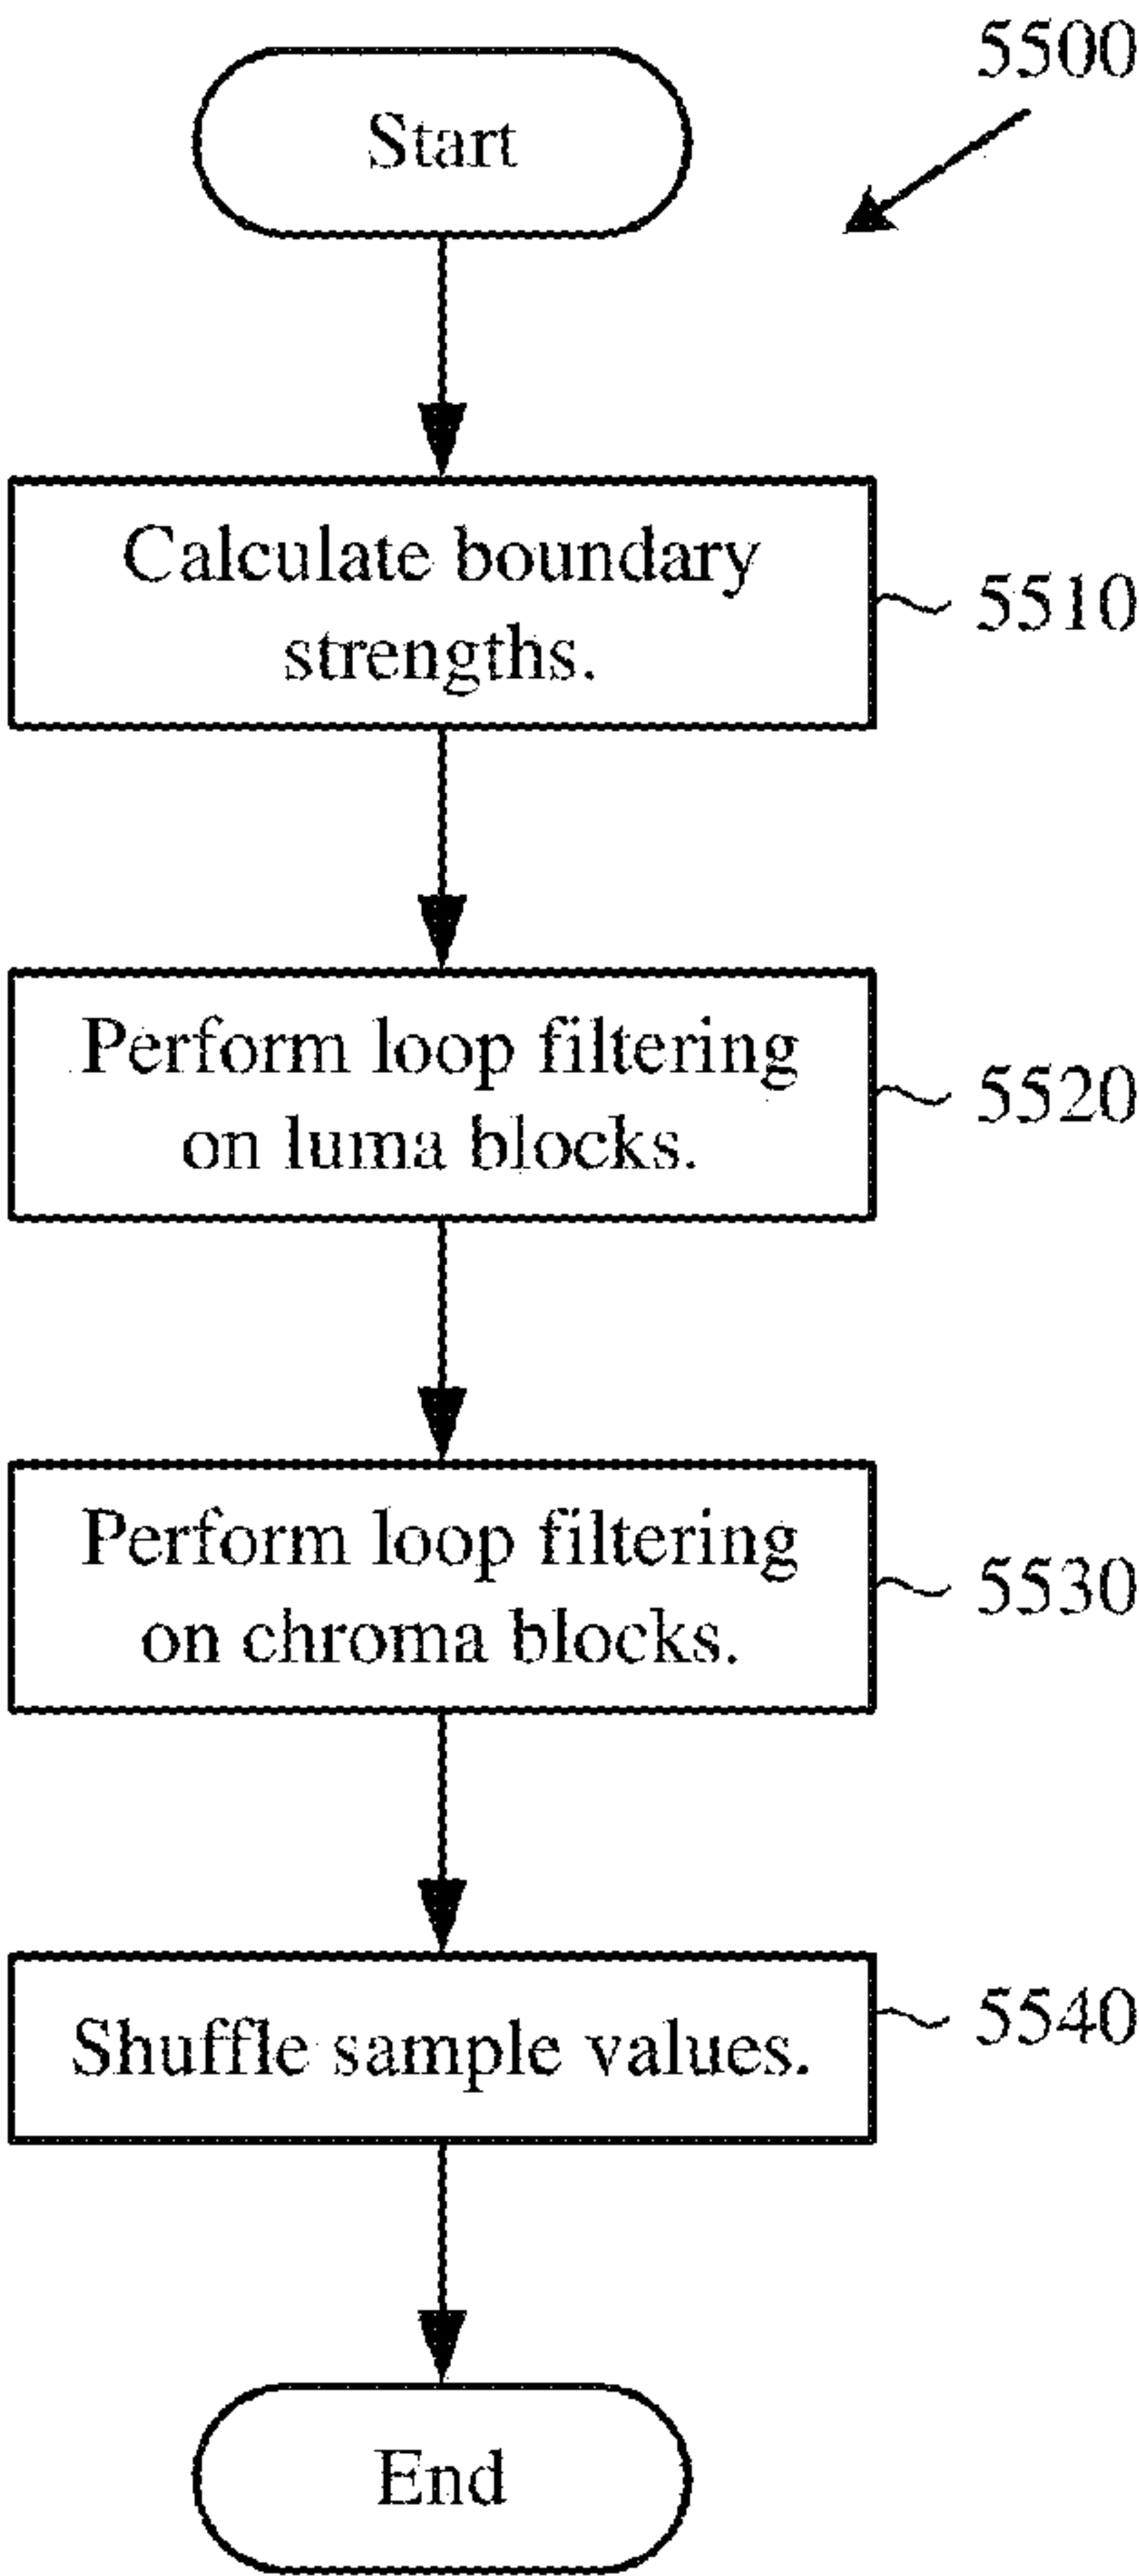 5500
Start
Calculate boundary
strengths.
5510
Perform loop filtering
on luma blocks.
5520
Perform loop filtering
on chroma blocks.
5530
Shuffle sample values.
5540
End